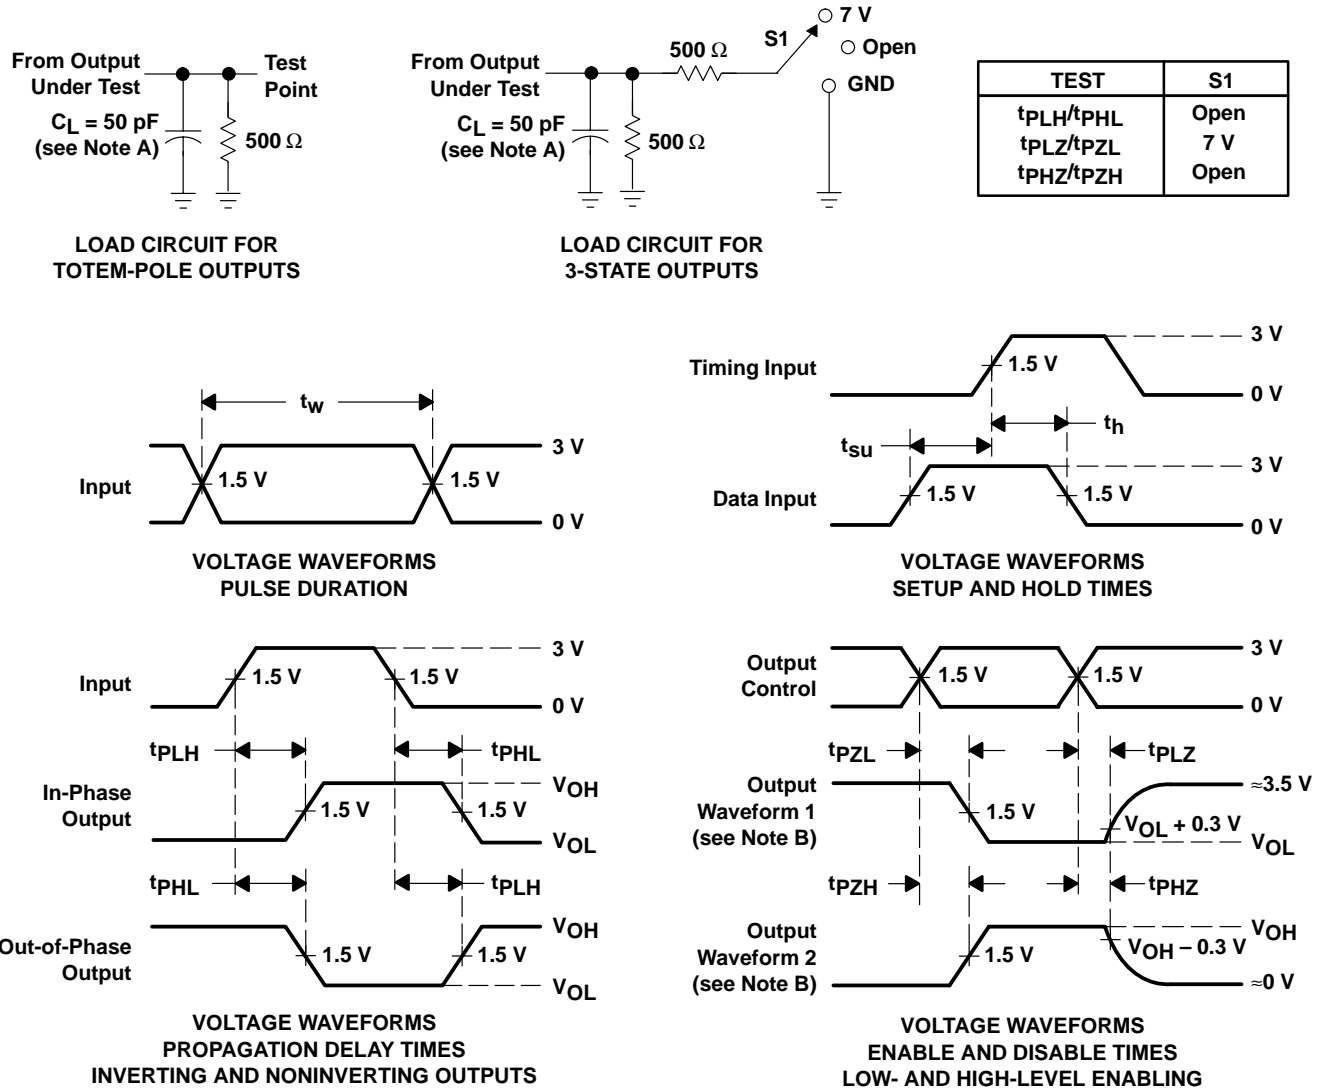 From Output
Under Test
Test
Point
CL = 50 pF
(see Note A)
500 Ω
LOAD CIRCUIT FOR
TOTEM-POLE OUTPUTS
From Output
Under Test
500 Ω
S1
7 V
Open
GND
CL = 50 pF
(see Note A)
500 Ω
LOAD CIRCUIT FOR
3-STATE OUTPUTS
TEST S1
tPLH/tPHL Open
tPLZ/tPZL 7 V
tPHZ/tPZH Open
tw
Input
1.5 V
1.5 V
3 V
0 V
VOLTAGE WAVEFORMS
PULSE DURATION
Timing Input
1.5 V
3 V
0 V
th
tsu
Data Input
1.5 V
1.5 V
3 V
0 V
VOLTAGE WAVEFORMS
SETUP AND HOLD TIMES
Input
1.5 V
1.5 V
3 V
0 V
tPLH
tPHL
In-Phase
Output
1.5 V
1.5 V
VOH
VOL
tPHL
tPLH
Out-of-Phase
Output
1.5 V
1.5 V
VOH
VOL
VOLTAGE WAVEFORMS
PROPAGATION DELAY TIMES
INVERTING AND NONINVERTING OUTPUTS
Output
Control
1.5 V
1.5 V
3 V
0 V
tPZL
tPLZ
Output
Waveform 1
(see Note B)
1.5 V
≈3.5 V
VOL + 0.3 V
VOL
tPZH
tPHZ
Output
Waveform 2
(see Note B)
1.5 V
VOH
VOH − 0.3 V
≈0 V
VOLTAGE WAVEFORMS
ENABLE AND DISABLE TIMES
LOW- AND HIGH-LEVEL ENABLING